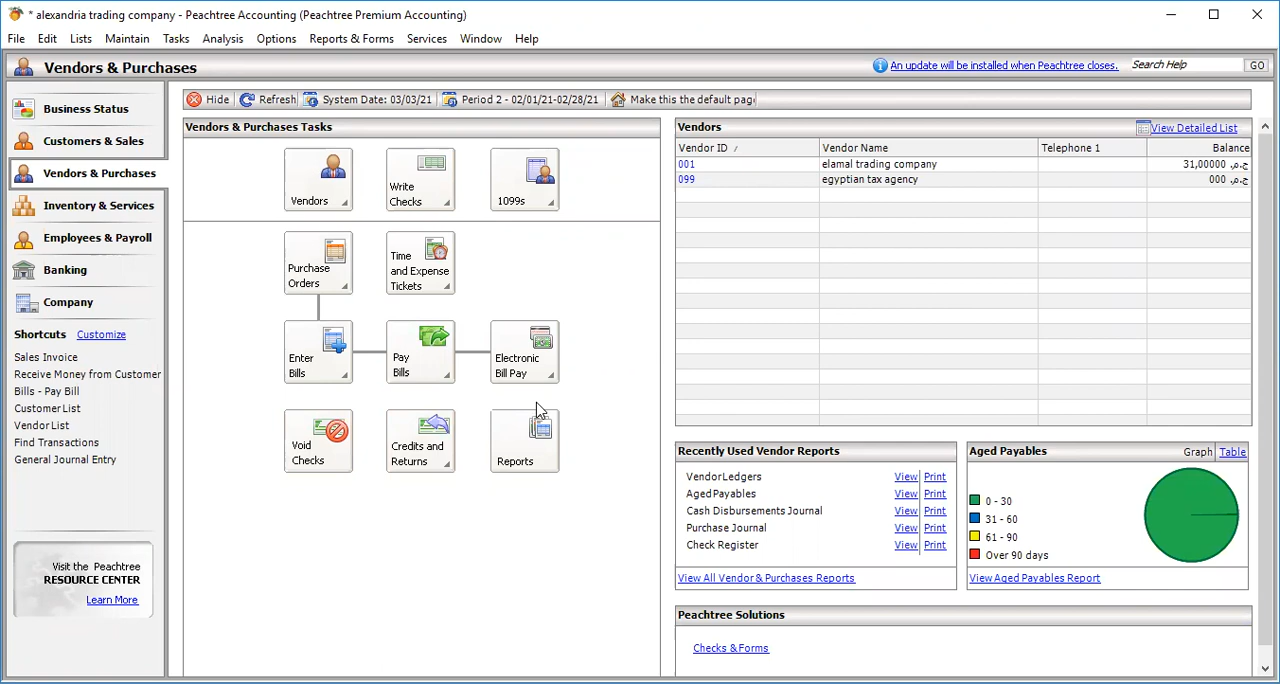 * alexandria trading company - Peachtree Accounting (Peachtree Premium Accounting)
File Edit Lists Maintain Tasks Analysis Options Reports & Forms Services Window Help
Vendors & Purchases
An update will be installed when Peachtree closes. Search Help GO
Business Status
Customers & Sales
Vendors & Purchases
Inventory & Services
Employees & Payroll
Banking
Company
Shortcuts Customize
Sales Invoice
Receive Money from Customer
Bills - Pay Bill
Customer List
Vendor List
Find Transactions
General Journal Entry
Visit the Peachtree
RESOURCE CENTER
Learn More
Hide Refresh System Date: 03/03/21 Period 2 - 02/01/21-02/28/21 Make this the default page
Vendors & Purchases Tasks
Vendors
Write
Checks
1099s
Purchase
Orders
Time
and Expense
Tickets
Enter
Bills
Pay
Bills
Electronic
Bill Pay
Void
Checks
Credits and
Returns
Reports
Vendors View Detailed List
Vendor ID / Vendor Name Telephone 1 Balance
001 elamal trading company 31,00000 ج.م.
099 egyptian tax agency 000 ج.م.
Recently Used Vendor Reports
Vendor Ledgers View Print
Aged Payables View Print
Cash Disbursements Journal View Print
Purchase Journal View Print
Check Register View Print
View All Vendor & Purchases Reports
Aged Payables Graph Table
0 - 30
31 - 60
61 - 90
Over 90 days
View Aged Payables Report
Peachtree Solutions
Checks & Forms